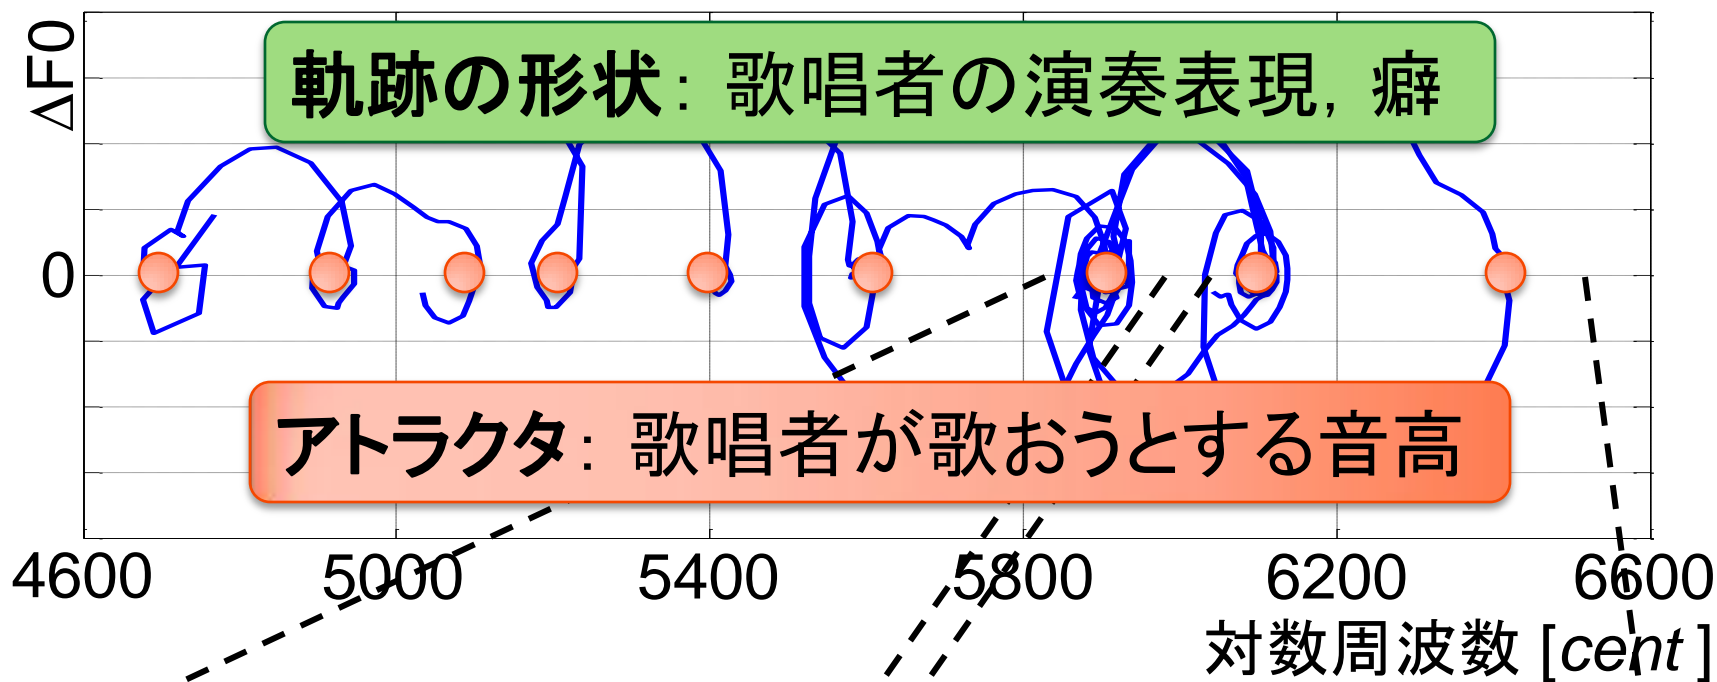 ΔF0
軌跡の形状： 歌唱者の演奏表現，癖
0
アトラクタ： 歌唱者が歌おうとする音高
4600 5000 5400 5800 6200 6600
対数周波数 [cent]